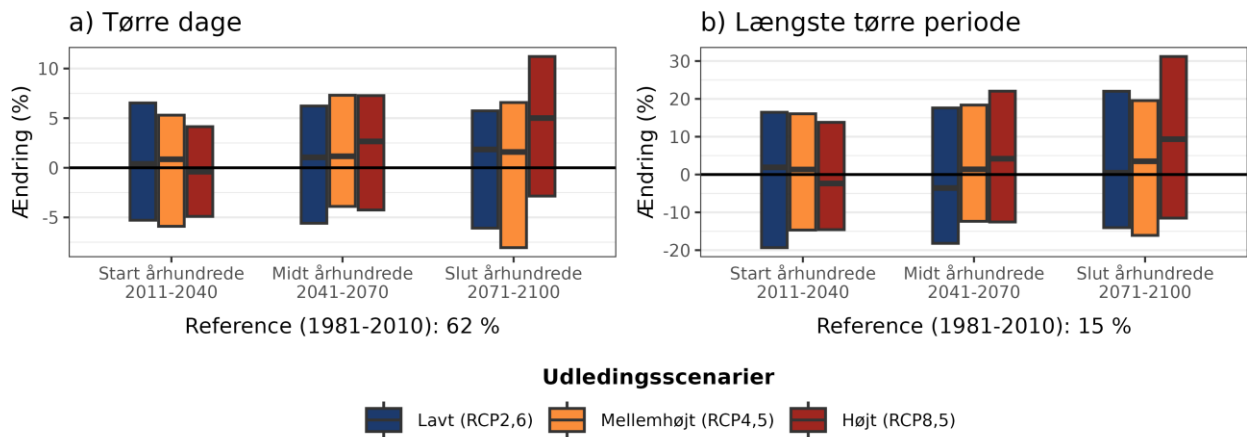 a) Tørre dage
Ændring (%)
10
5
0
-5
Start århundrede
2011-2040
Midt århundrede
2041-2070
Slut århundrede
2071-2100
Reference (1981-2010): 62 %
b) Længste tørre periode
Ændring (%)
30
20
10
0
-10
-20
Start århundrede
2011-2040
Midt århundrede
2041-2070
Slut århundrede
2071-2100
Reference (1981-2010): 15 %
Udledingsscenarier
Lavt (RCP2,6)
Mellemhøjt (RCP4,5)
Højt (RCP8,5)